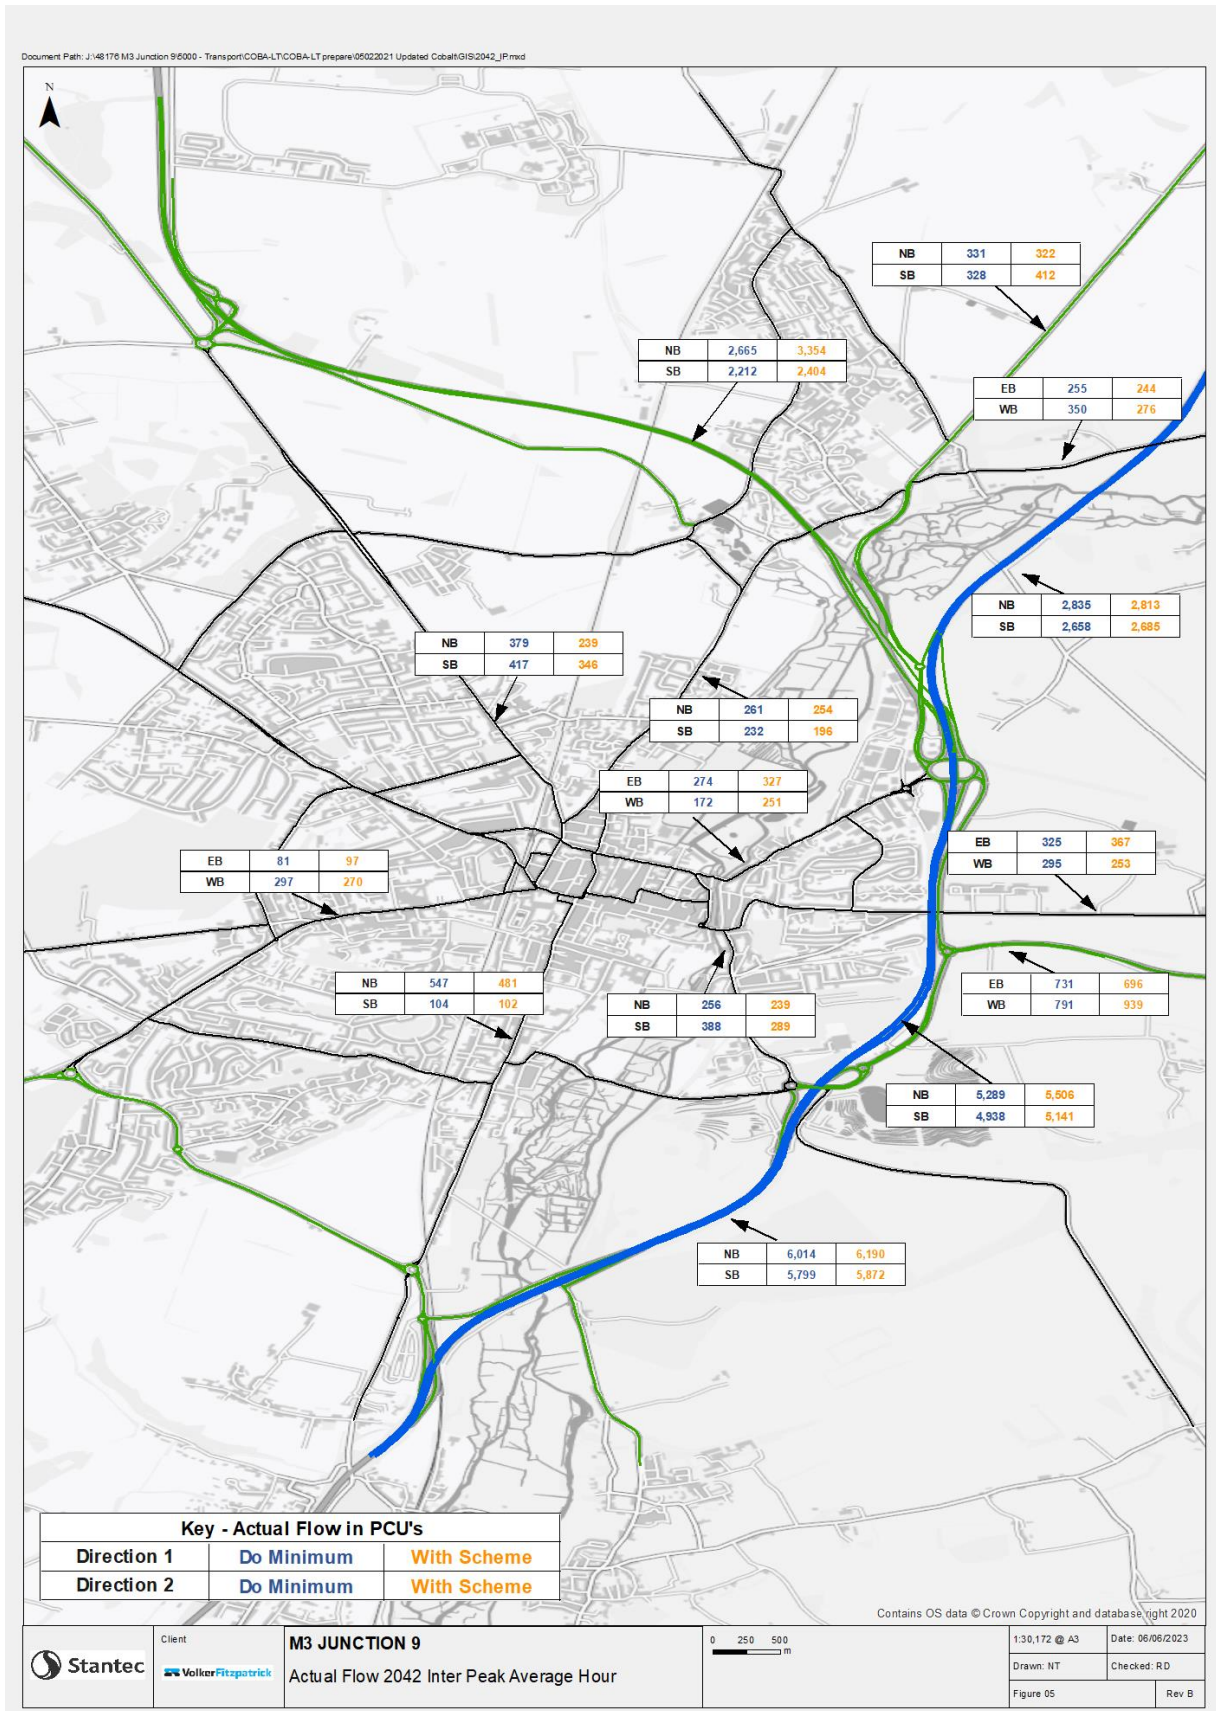 Document Path: J:\48176 M3 Junction 9\5000 - Transport\COBA-LT\COBA-LT prepare\05022021 Updated Cobalt\GIS\2042_IP.mxd
N
NB 331 322
SB 328 412
NB 2,665 3,354
SB 2,212 2,404
EB 255 244
WB 350 276
NB 2,835 2,813
SB 2,658 2,685
NB 379 239
SB 417 346
NB 261 254
SB 232 196
EB 274 327
WB 172 251
EB 325 367
WB 295 253
EB 81 97
WB 297 270
NB 547 481
SB 104 102
NB 256 239
SB 388 289
EB 731 696
WB 791 939
NB 5,289 5,506
SB 4,938 5,141
NB 6,014 6,190
SB 5,799 5,872
Key - Actual Flow in PCU's
Direction 1 Do Minimum With Scheme
Direction 2 Do Minimum With Scheme
Contains OS data © Crown Copyright and database right 2020
Stantec
Client
VolkerFitzpatrick
M3 JUNCTION 9
Actual Flow 2042 Inter Peak Average Hour
0 250 500
m
1:30,172 @ A3 Date: 06/06/2023
Drawn: NT Checked: RD
Figure 05 Rev B